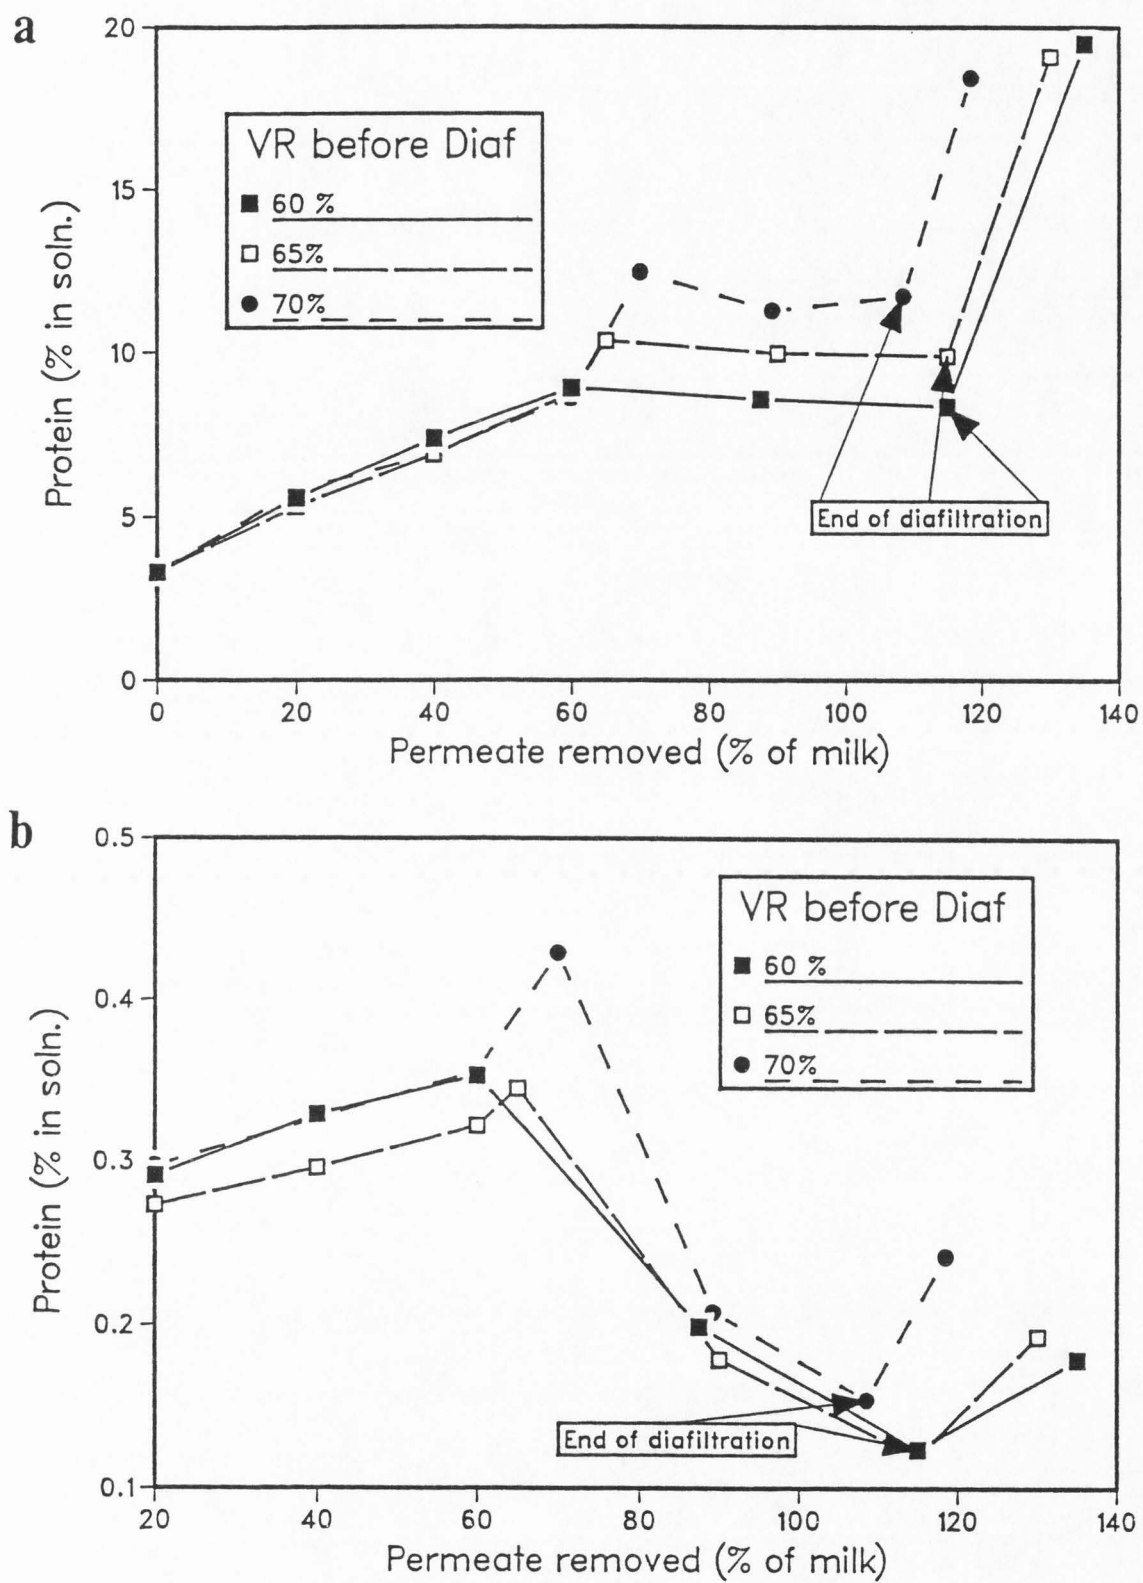 a
20
15
10
5
0
Protein (% in soln.)
VR before Diaf
60 %
65%
70%
End of diafiltration
0 20 40 60 80 100 120 140
Permeate removed (% of milk)
b
0.5
0.4
0.3
0.2
0.1
Protein (% in soln.)
VR before Diaf
60 %
65%
70%
End of diafiltration
20 40 60 80 100 120 140
Permeate removed (% of milk)